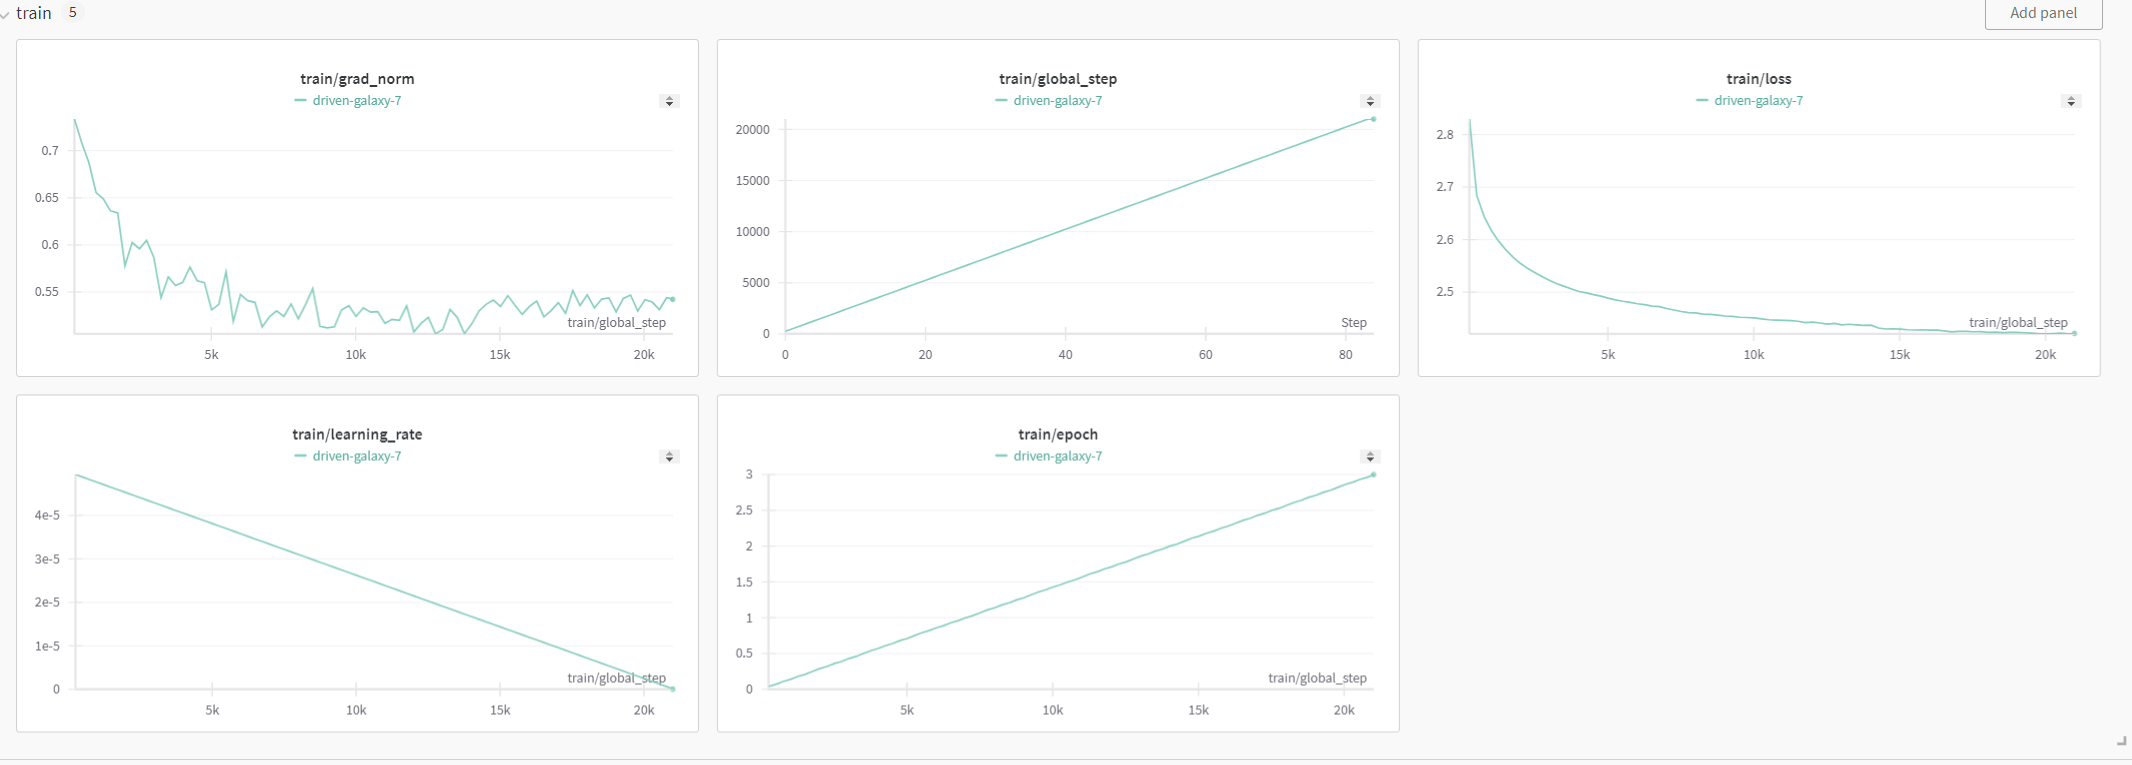 train 5
Add panel
train/grad_norm
driven-galaxy-7
0.7
0.65
0.6
0.55
train/global_step
5k 10k 15k 20k
train/global_step
driven-galaxy-7
20000
15000
10000
5000
0
Step
0 20 40 60 80
train/loss
driven-galaxy-7
2.8
2.7
2.6
2.5
train/global_step
5k 10k 15k 20k
train/learning_rate
driven-galaxy-7
4e-5
3e-5
2e-5
1e-5
0
train/global_step
5k 10k 15k 20k
train/epoch
driven-galaxy-7
3
2.5
2
1.5
1
0.5
0
train/global_step
5k 10k 15k 20k